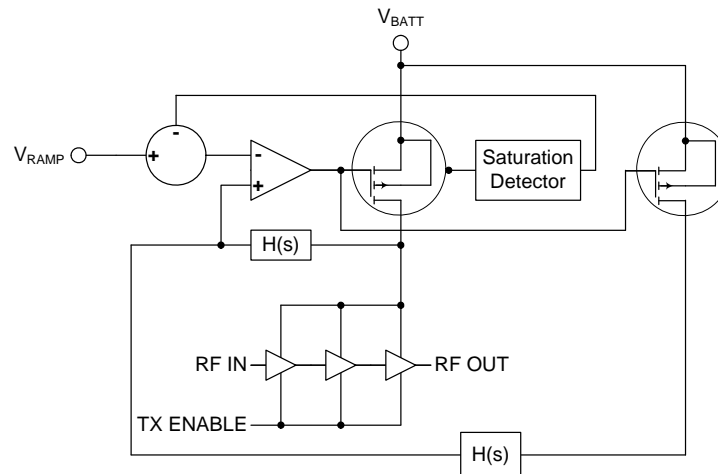 VBATT
-
VRAMP
+
-
+
Saturation
Detector
H(s)
RF IN
RF OUT
TX ENABLE
H(s)